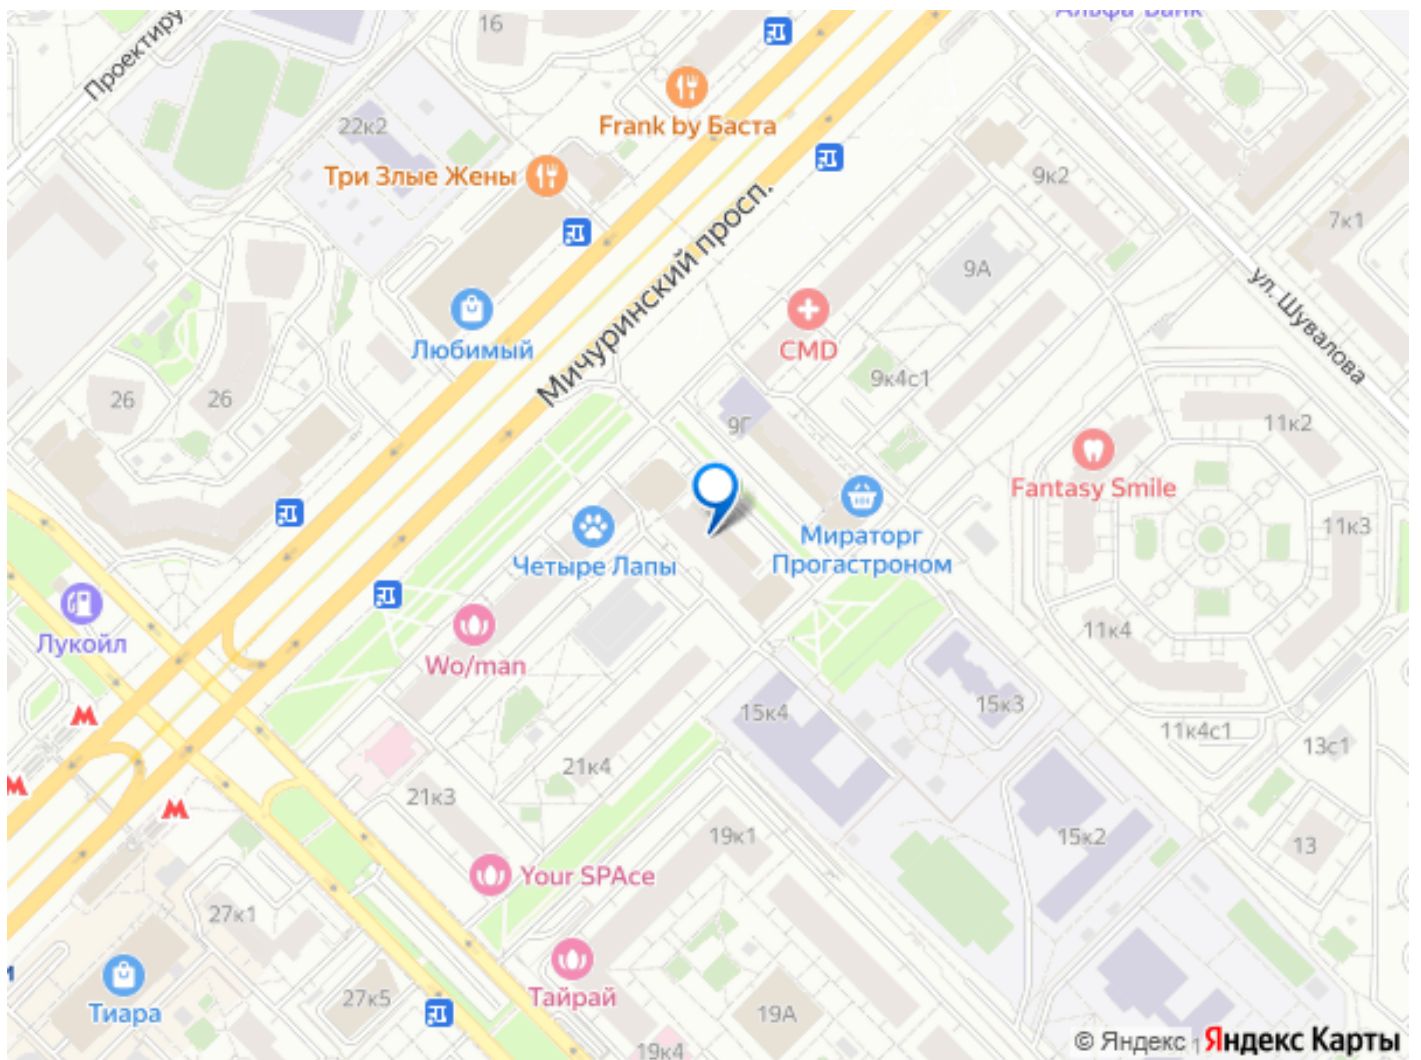 Альфа-Банк
16
Проектиру
Frank by Баста
22к2
Три Злые Жены
9к2
7к1
Мичуринский просп.
9А
ул. Шувалова
Любимый
CMD
9к4с1
26
26
9Г
11к2
Fantasy Smile
Мираторг
Прогастроном
11к3
Четыре Лапы
Лукойл
11к4
Wo/man
15к4
15к3
11к4с1
13с1
21к4
21к3
19к1
15к2
13
Your SPAce
27к1
Тайрай
27к5
Тиара
19А
19к4
© Яндекс
Яндекс Карты